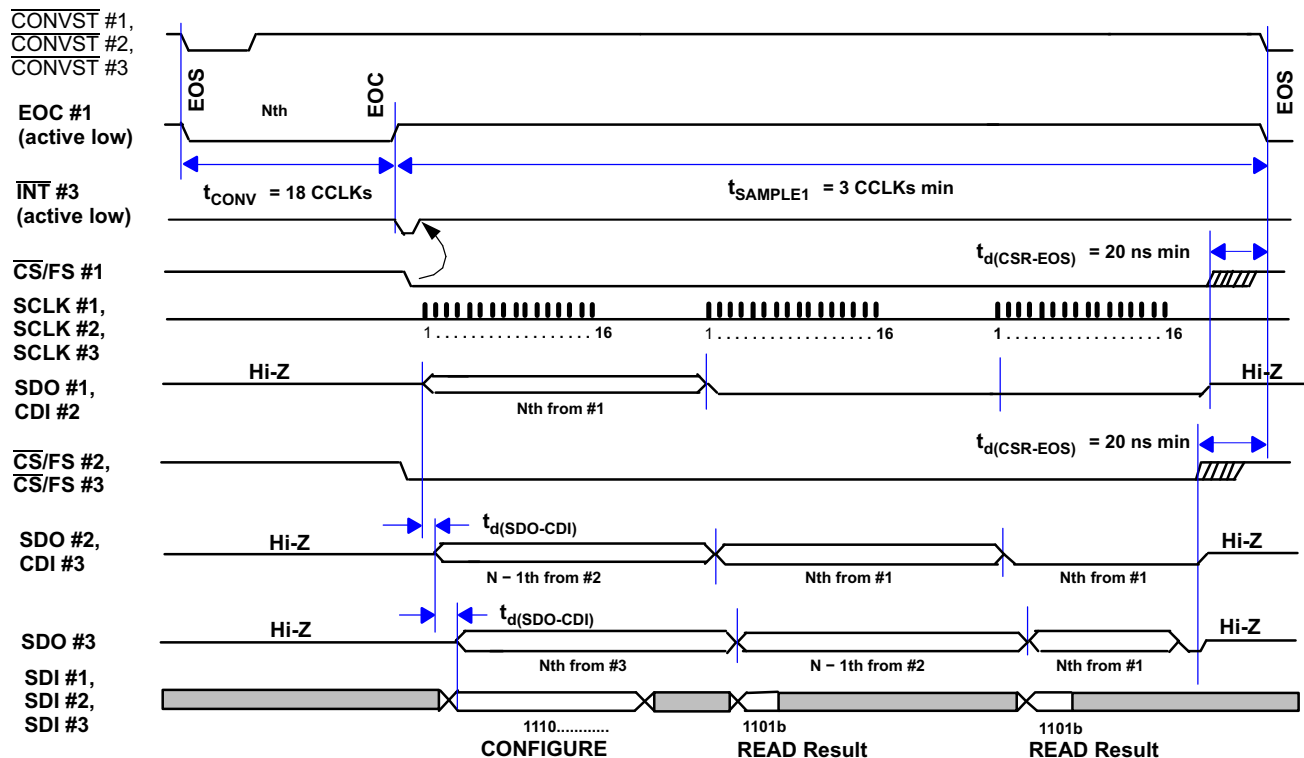 CONVST #1,
CONVST #2,
CONVST #3
EOS
EOC
EOS
Nth
EOC #1
(active low)
tCONV = 18 CCLKs
tSAMPLE1 = 3 CCLKs min
INT #3
(active low)
td(CSR-EOS) = 20 ns min
CS/FS #1
SCLK #1,
SCLK #2,
SCLK #3
1 . . . . . . . . . . . . . . . . . . 16
1 . . . . . . . . . . . . . . . . . . 16
1 . . . . . . . . . . . . . . . . . . 16
Hi-Z
Hi-Z
SDO #1,
CDI #2
Nth from #1
td(CSR-EOS) = 20 ns min
CS/FS #2,
CS/FS #3
td(SDO-CDI)
SDO #2,
CDI #3
Hi-Z
Hi-Z
N − 1th from #2
Nth from #1
Nth from #1
td(SDO-CDI)
SDO #3
Hi-Z
Hi-Z
Nth from #3
N − 1th from #2
Nth from #1
SDI #1,
SDI #2,
SDI #3
1110............
1101b
1101b
CONFIGURE
READ Result
READ Result